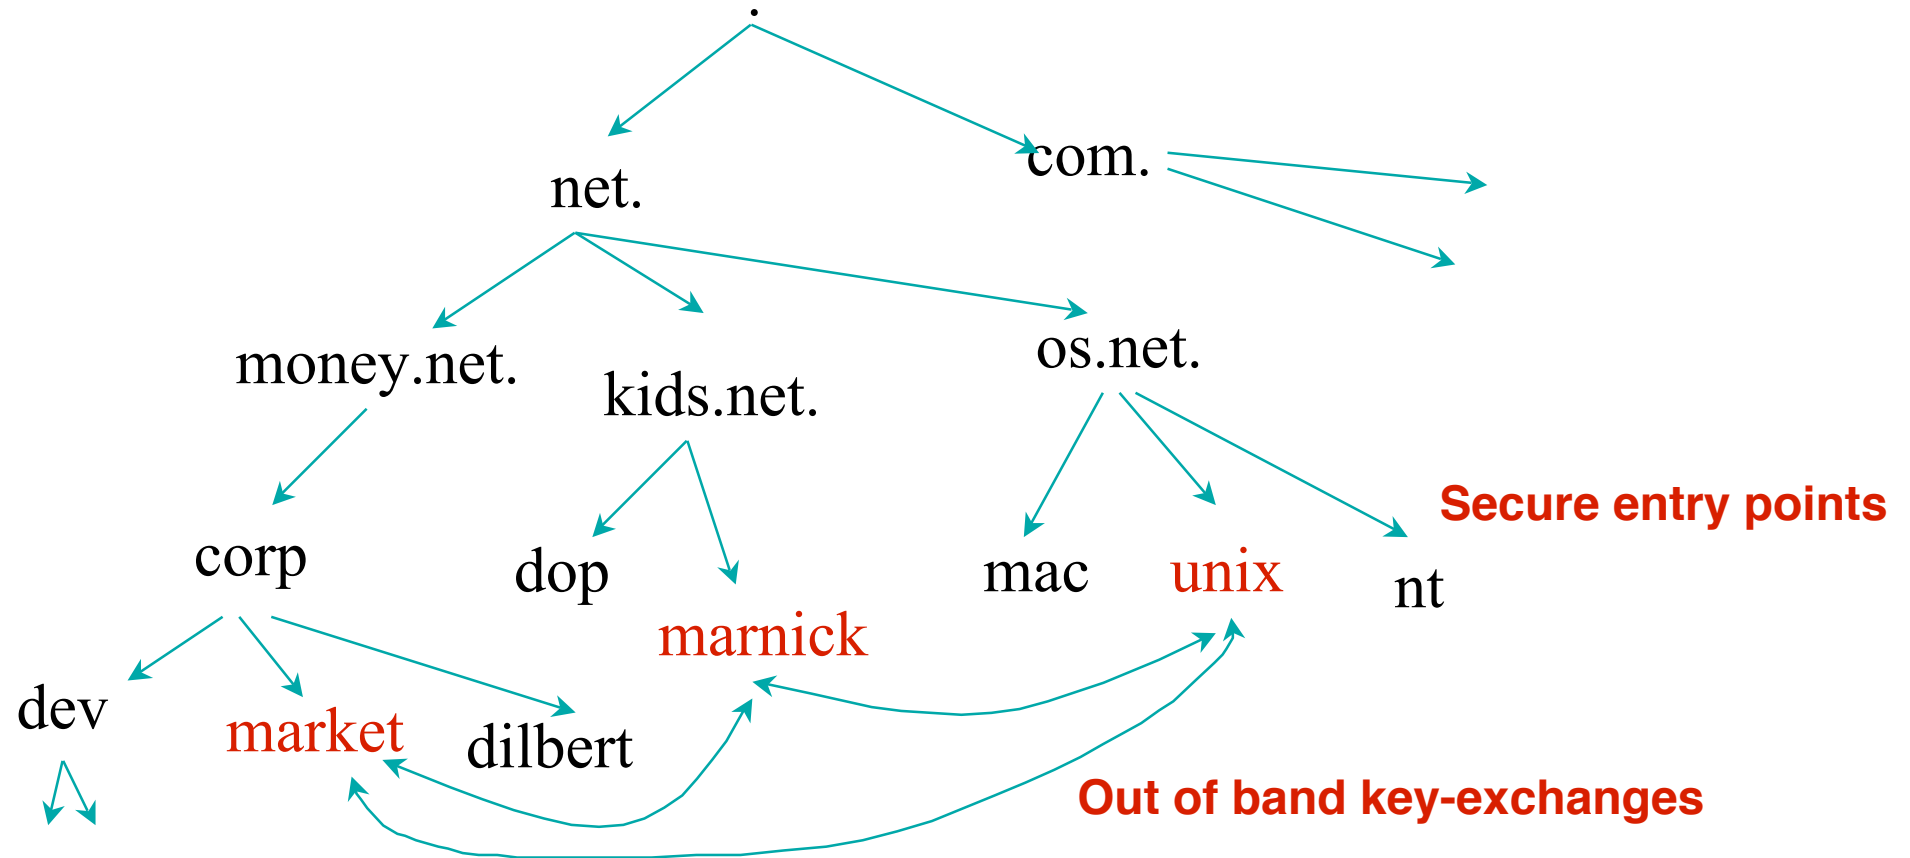 .
net.
com.
money.net.
kids.net.
os.net.
Secure entry points
corp
dop
mac
unix
nt
marnick
dev
market
dilbert
Out of band key-exchanges